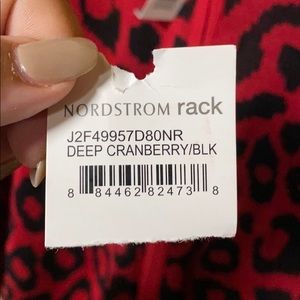 NORDSTROM rack
J2F49957D80NR
DEEP CRANBERRY/BLK
8 84462 82473 8